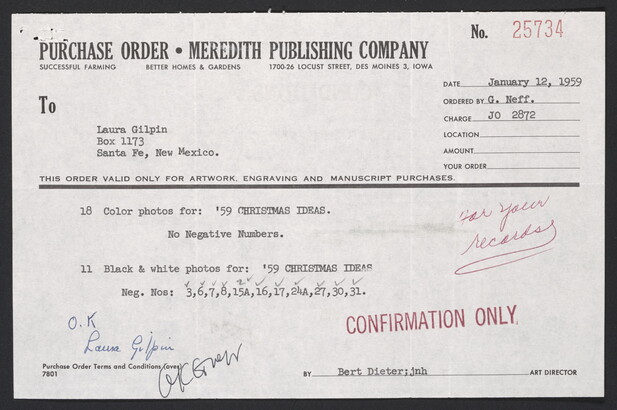 No. 25734
PURCHASE ORDER • MEREDITH PUBLISHING COMPANY
SUCCESSFUL FARMING BETTER HOMES & GARDENS 1700-26 LOCUST STREET, DES MOINES 3, IOWA
DATE January 12, 1959
ORDERED BY G. Neff.
CHARGE JO 2872
LOCATION
AMOUNT
YOUR ORDER
To
Laura Gilpin
Box 1173
Santa Fe, New Mexico.
THIS ORDER VALID ONLY FOR ARTWORK, ENGRAVING AND MANUSCRIPT PURCHASES.
18 Color photos for: '59 CHRISTMAS IDEAS.
No Negative Numbers.
For your
records
11 Black & white photos for: '59 CHRISTMAS IDEAS
Neg. Nos: 3,6,7,8,15A,16,17,24A,27,30,31.
CONFIRMATION ONLY
O.K
Laura Gilpin
Purchase Order Terms and Conditions (over)
7801
OK
BY Bert Dieter:jnh ART DIRECTOR